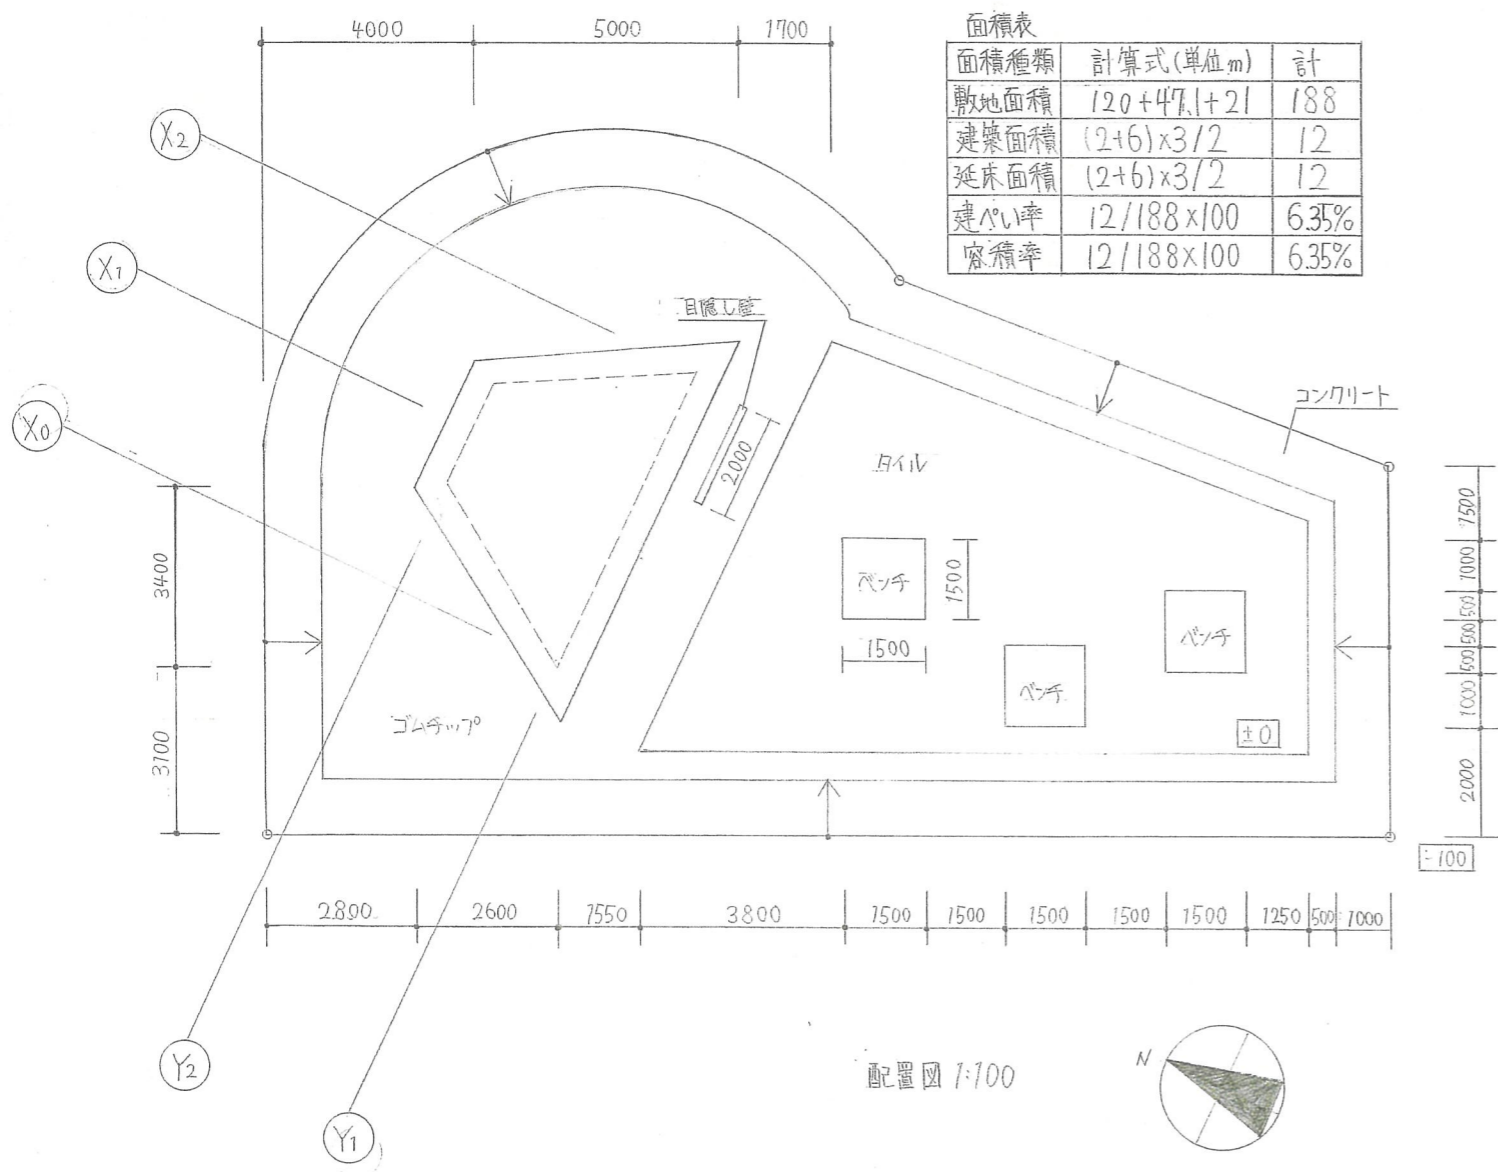 4000 5000 1700
面積表
面積種類 計算式(単位m) 計
敷地面積 120+47.1+21 188
建築面積 (2+6)×3/2 12
延床面積 (2+6)×3/2 12
建ぺい率 12/188×100 6.35%
容積率 12/188×100 6.35%
X2
X1
X0
目隠し壁
2000
コンクリート
タイル
ベンチ
1500
1500
ベンチ
ベンチ
ゴムチップ
±0
-100
3400
3100
1500
1000
500
500
500
1000
2000
2800 2600 1550 3800 1500 1500 1500 1500 1500 1250 500 1000
Y2
Y1
配置図 1:100
N